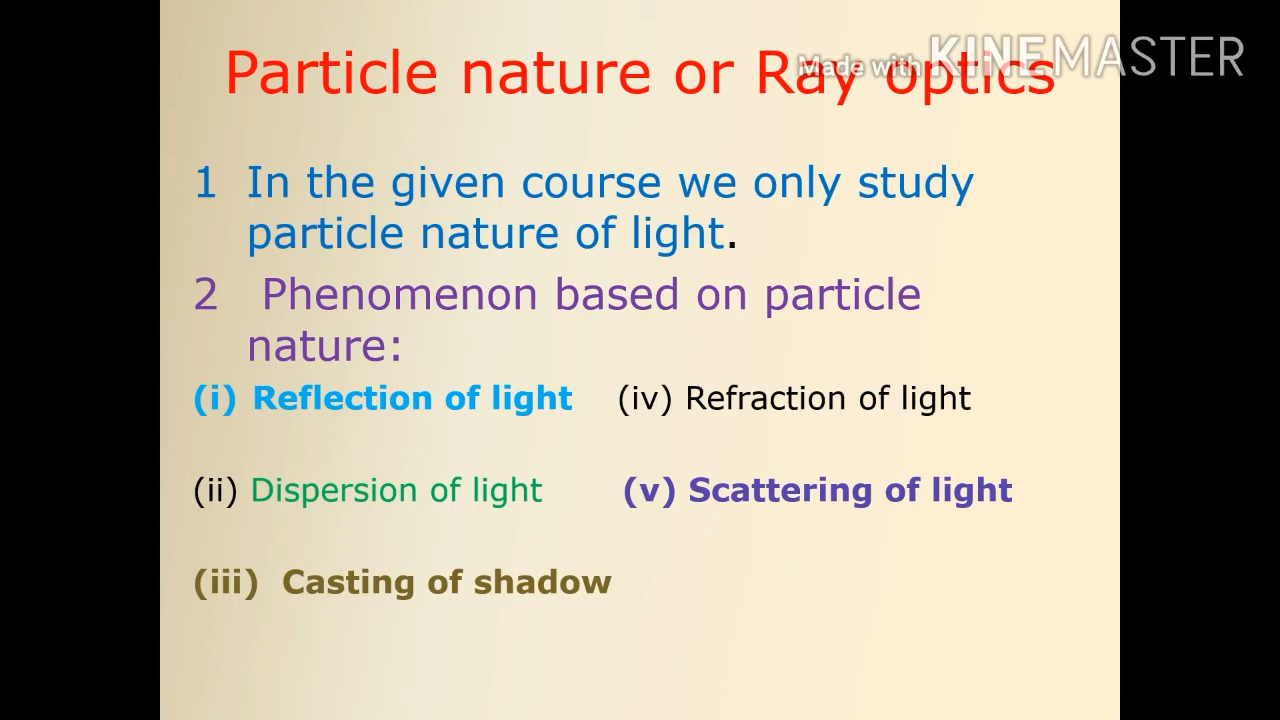 Particle nature or Ray optics
Made with KINEMASTER
1 In the given course we only study
particle nature of light.
2 Phenomenon based on particle
nature:
(i) Reflection of light (iv) Refraction of light
(ii) Dispersion of light (v) Scattering of light
(iii) Casting of shadow